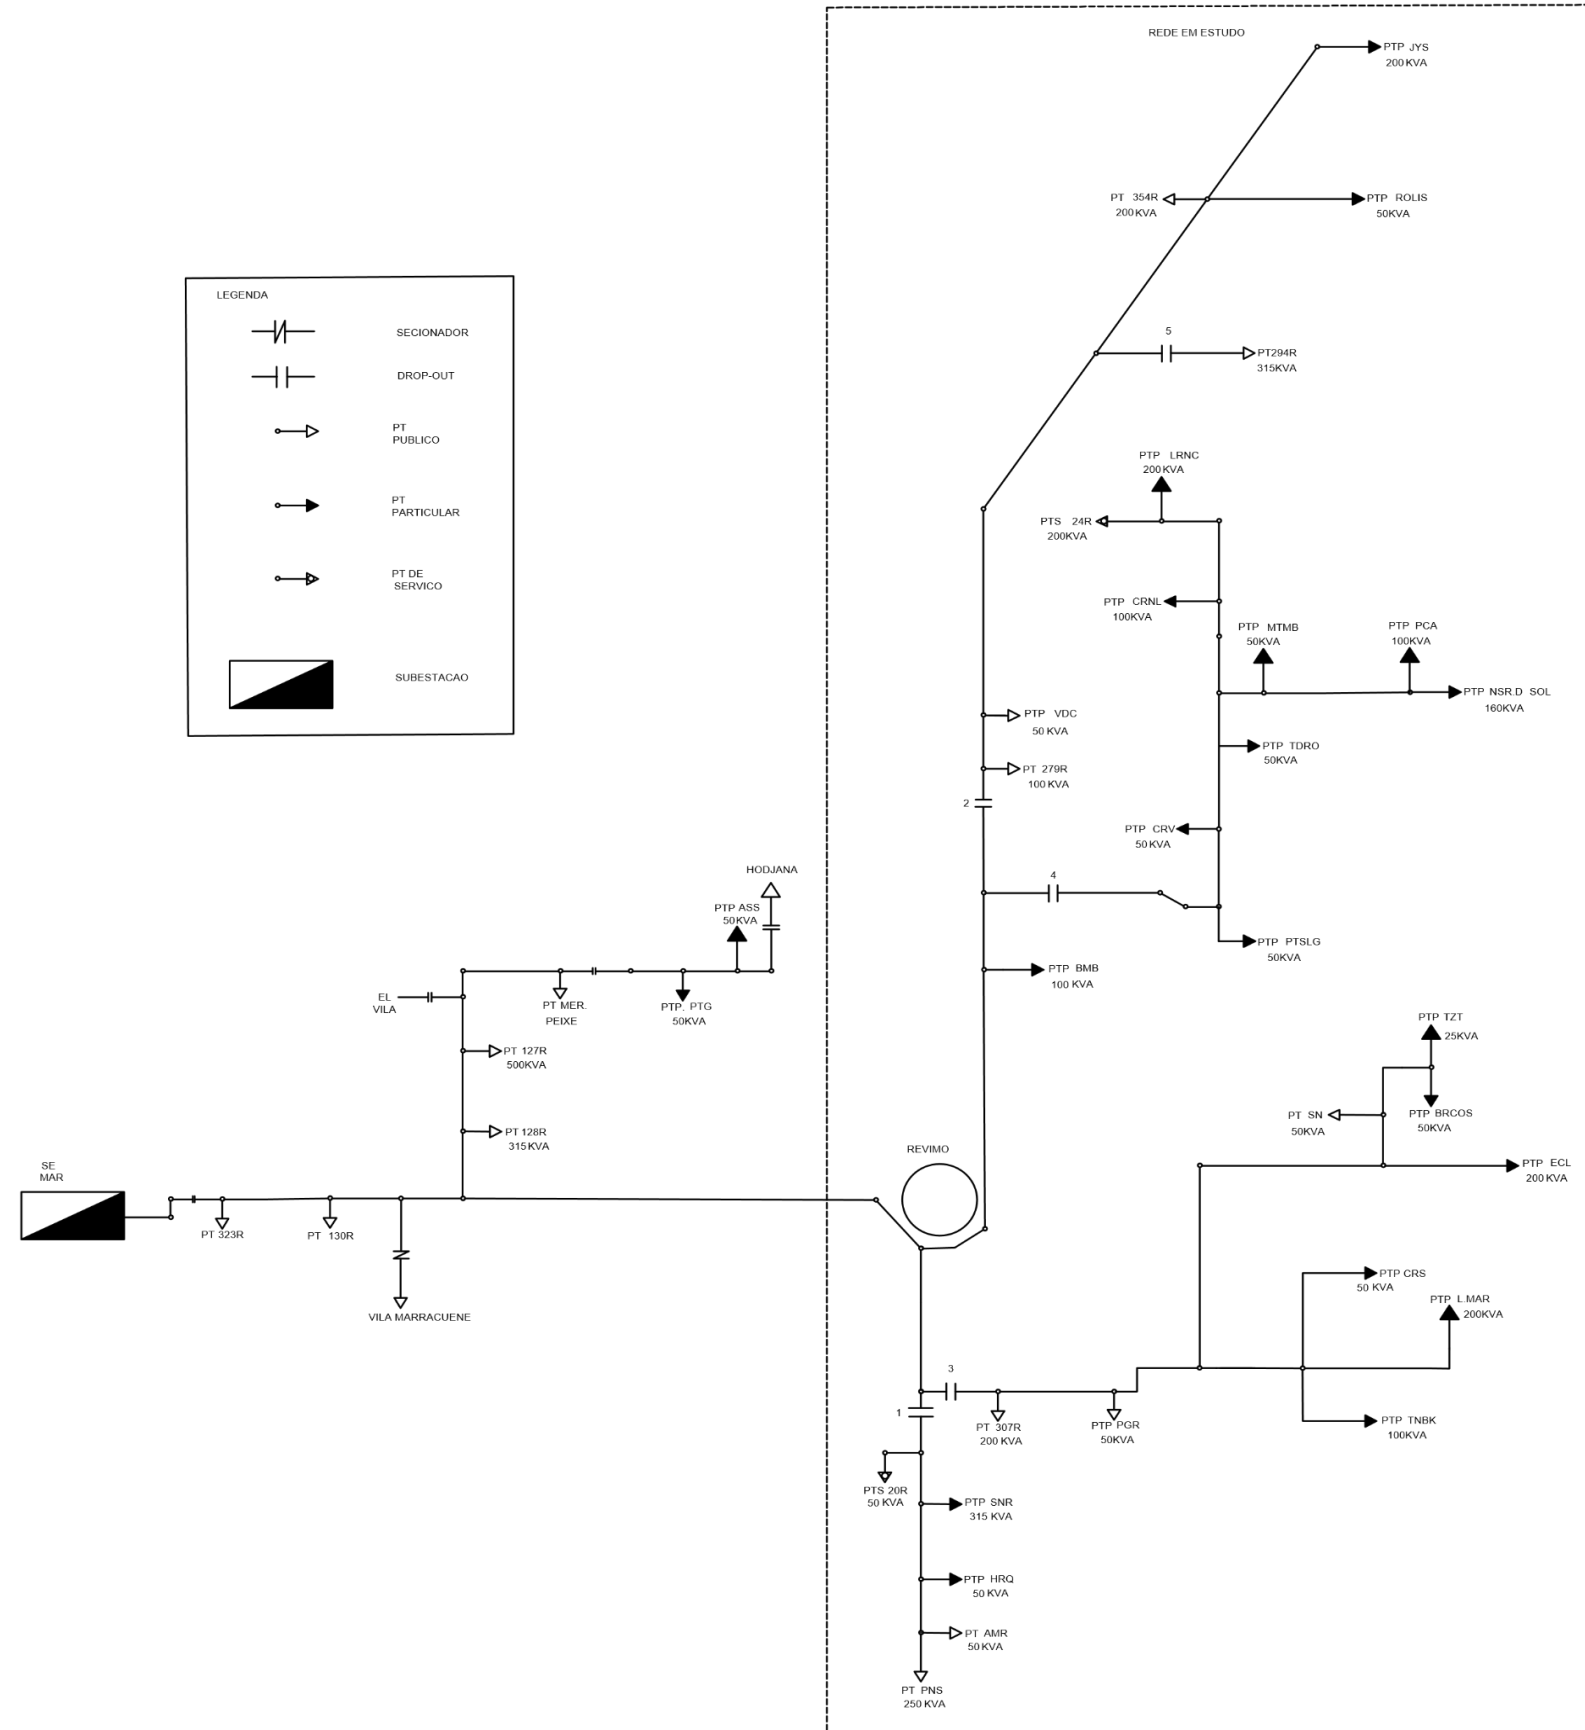 REDE EM ESTUDO
PTP JYS
200 KVA
PT 354R
200 KVA
PTP ROLIS
50KVA
LEGENDA
SECIONADOR
DROP-OUT
PT
PUBLICO
PT
PARTICULAR
PT DE
SERVICO
SUBESTACAO
5
PT294R
315KVA
PTP LRNC
200 KVA
PTS 24R
200KVA
PTP CRNL
100KVA
PTP MTMB
50KVA
PTP PCA
100KVA
PTP NSR.D SOL
160KVA
PTP VDC
50 KVA
PTP TDRO
50KVA
PT 279R
100 KVA
2
PTP CRV
50 KVA
4
HODJANA
PTP ASS
50KVA
PTP PTSLG
50KVA
PTP BMB
100 KVA
EL
VILA
PT MER.
PEIXE
PTP. PTG
50KVA
PT 127R
500KVA
PT 128R
315 KVA
PTP TZT
25KVA
PT SN
50KVA
PTP BRCOS
50KVA
REVIMO
PTP ECL
200 KVA
SE
MAR
PT 323R
PT 130R
VILA MARRACUENE
PTP CRS
50 KVA
PTP L.MAR
200KVA
3
1
PT 307R
200 KVA
PTP PGR
50KVA
PTP TNBK
100KVA
PTS 20R
50 KVA
PTP SNR
315 KVA
PTP HRQ
50 KVA
PT AMR
50 KVA
PT PNS
250 KVA